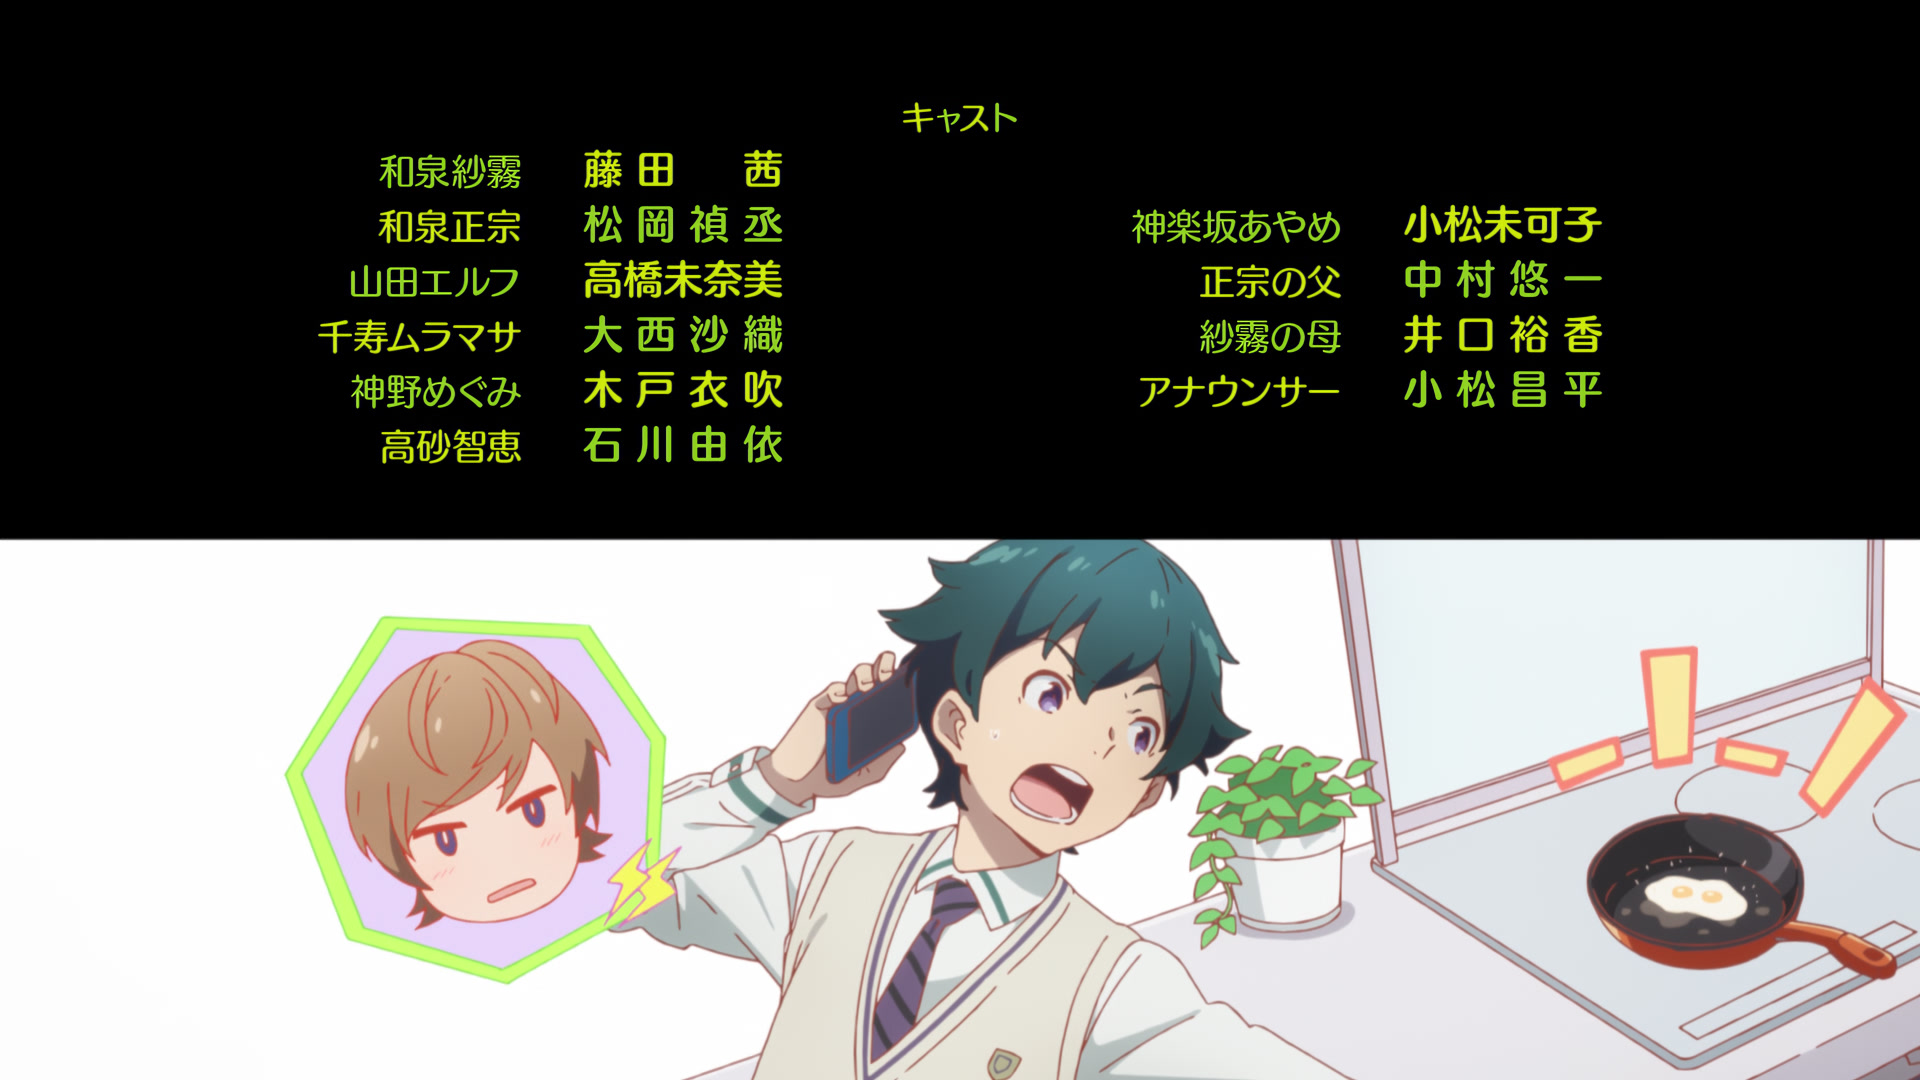 キャスト
和泉紗霧 藤田 茜
和泉正宗 松岡禎丞
山田エルフ 高橋未奈美
千寿ムラマサ 大西沙織
神野めぐみ 木戸衣吹
高砂智恵 石川由依
神楽坂あやめ 小松未可子
正宗の父 中村悠一
紗霧の母 井口裕香
アナウンサー 小松昌平